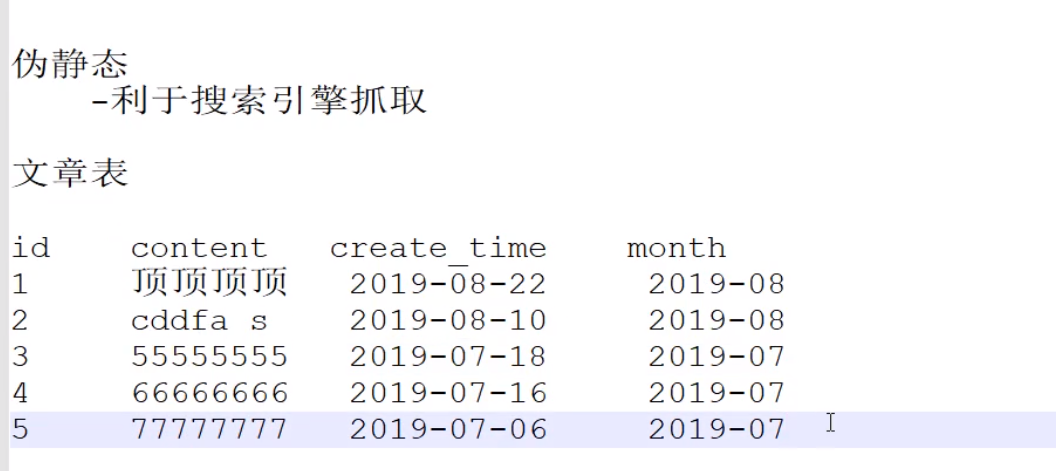 伪静态
-利于搜索引擎抓取
文章表
id content create_time month
1 顶顶顶顶 2019-08-22 2019-08
2 cddfa s 2019-08-10 2019-08
3 55555555 2019-07-18 2019-07
4 66666666 2019-07-16 2019-07
5 77777777 2019-07-06 2019-07